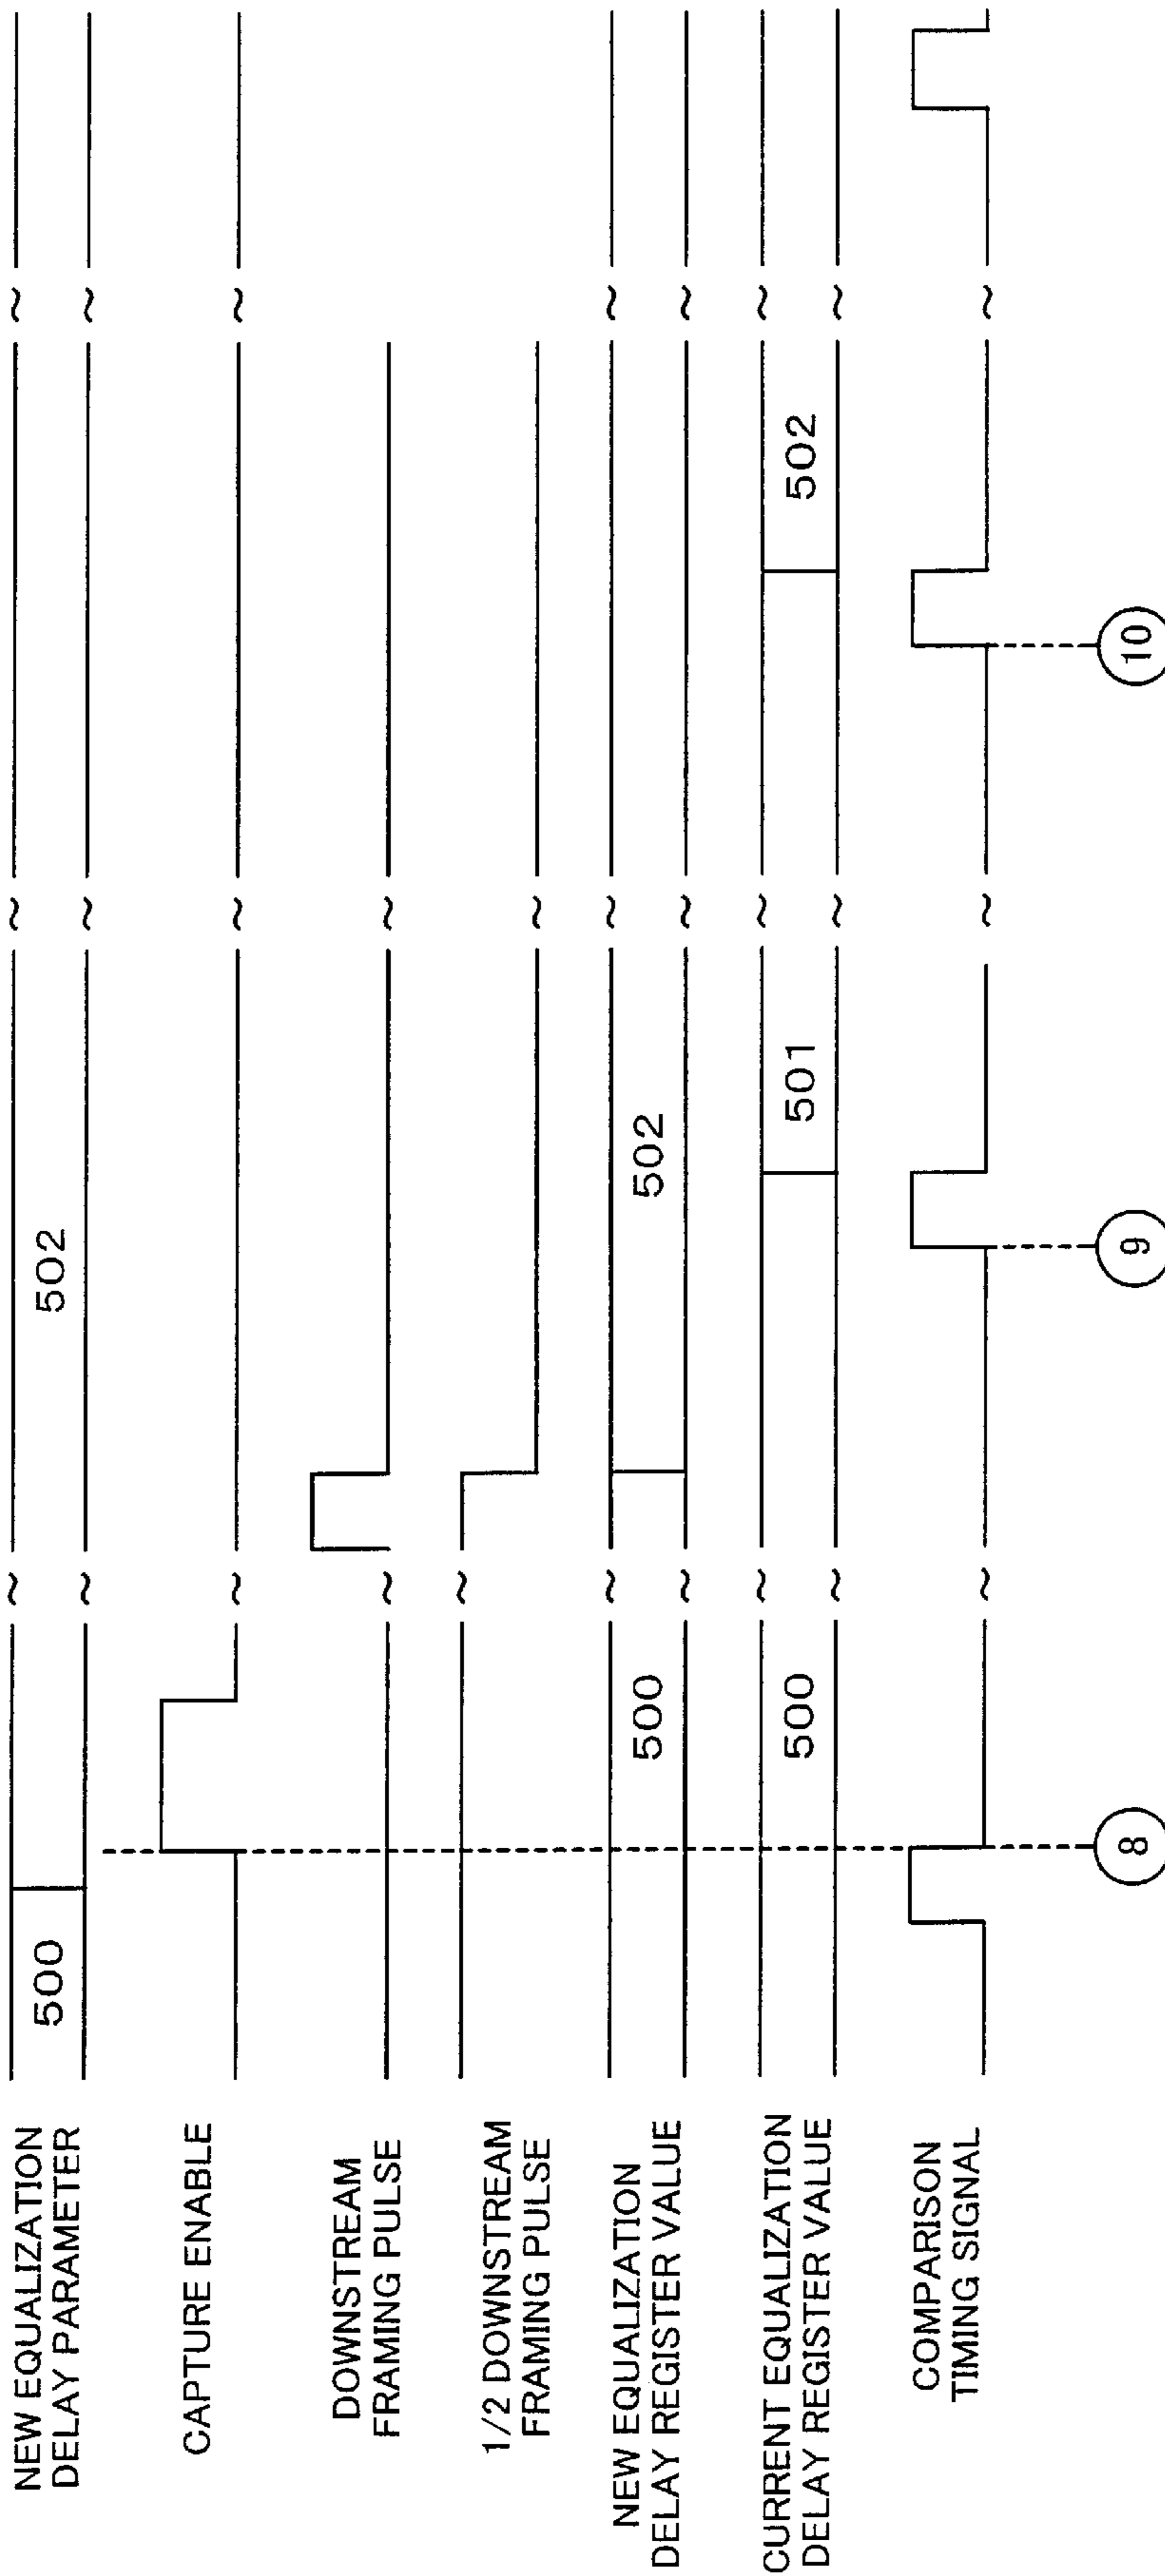 NEW EQUALIZATION
DELAY PARAMETER
500
502
CAPTURE ENABLE
DOWNSTREAM
FRAMING PULSE
1/2 DOWNSTREAM
FRAMING PULSE
NEW EQUALIZATION
DELAY REGISTER VALUE
500
502
CURRENT EQUALIZATION
DELAY REGISTER VALUE
500
501
502
COMPARISON
TIMING SIGNAL
8
9
10